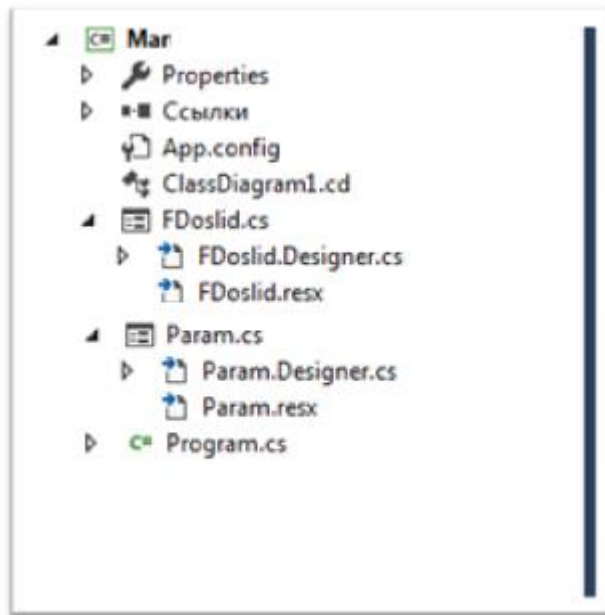 Mar
Properties
Ссылки
App.config
ClassDiagram1.cd
FDoslid.cs
FDoslid.Designer.cs
FDoslid.resx
Param.cs
Param.Designer.cs
Param.resx
C# Program.cs